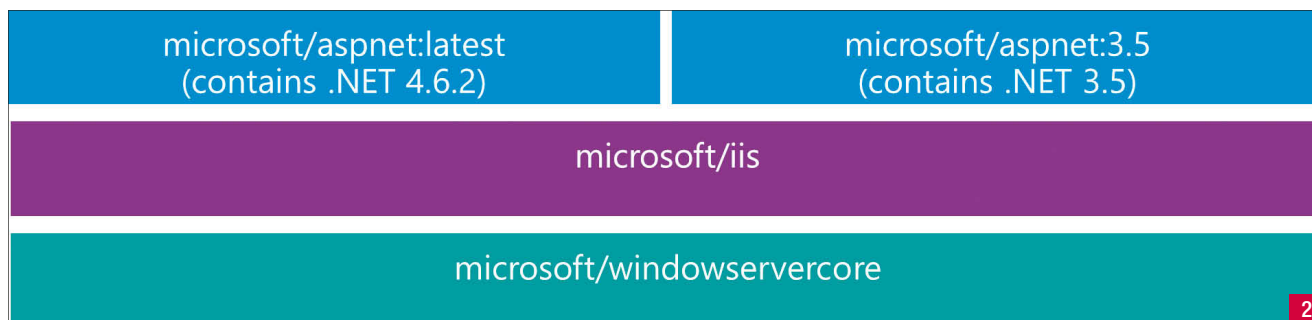 microsoft/aspnet:latest
(contains .NET 4.6.2)
microsoft/aspnet:3.5
(contains .NET 3.5)
microsoft/iis
microsoft/windowservercore
2